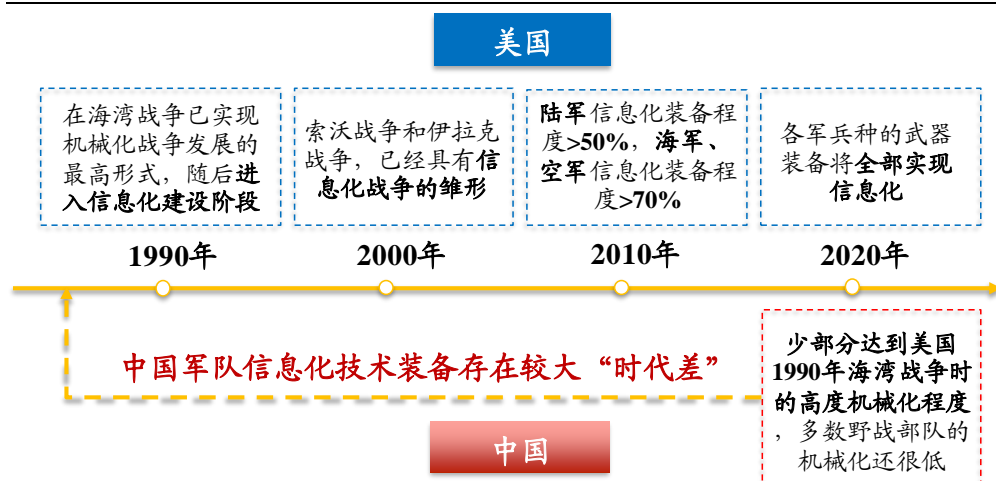 美国
在海湾战争已实现
机械化战争发展的
最高形式，随后进
入信息化建设阶段
索沃战争和伊拉克
战争，已经具有信
息化战争的雏形
陆军信息化装备程
度>50%，海军、
空军信息化装备程
度>70%
各军兵种的武器
装备将全部实现
信息化
1990年
2000年
2010年
2020年
中国军队信息化技术装备存在较大“时代差”
少部分达到美国
1990年海湾战争时
的高度机械化程度
，多数野战部队的
机械化还很低
中国